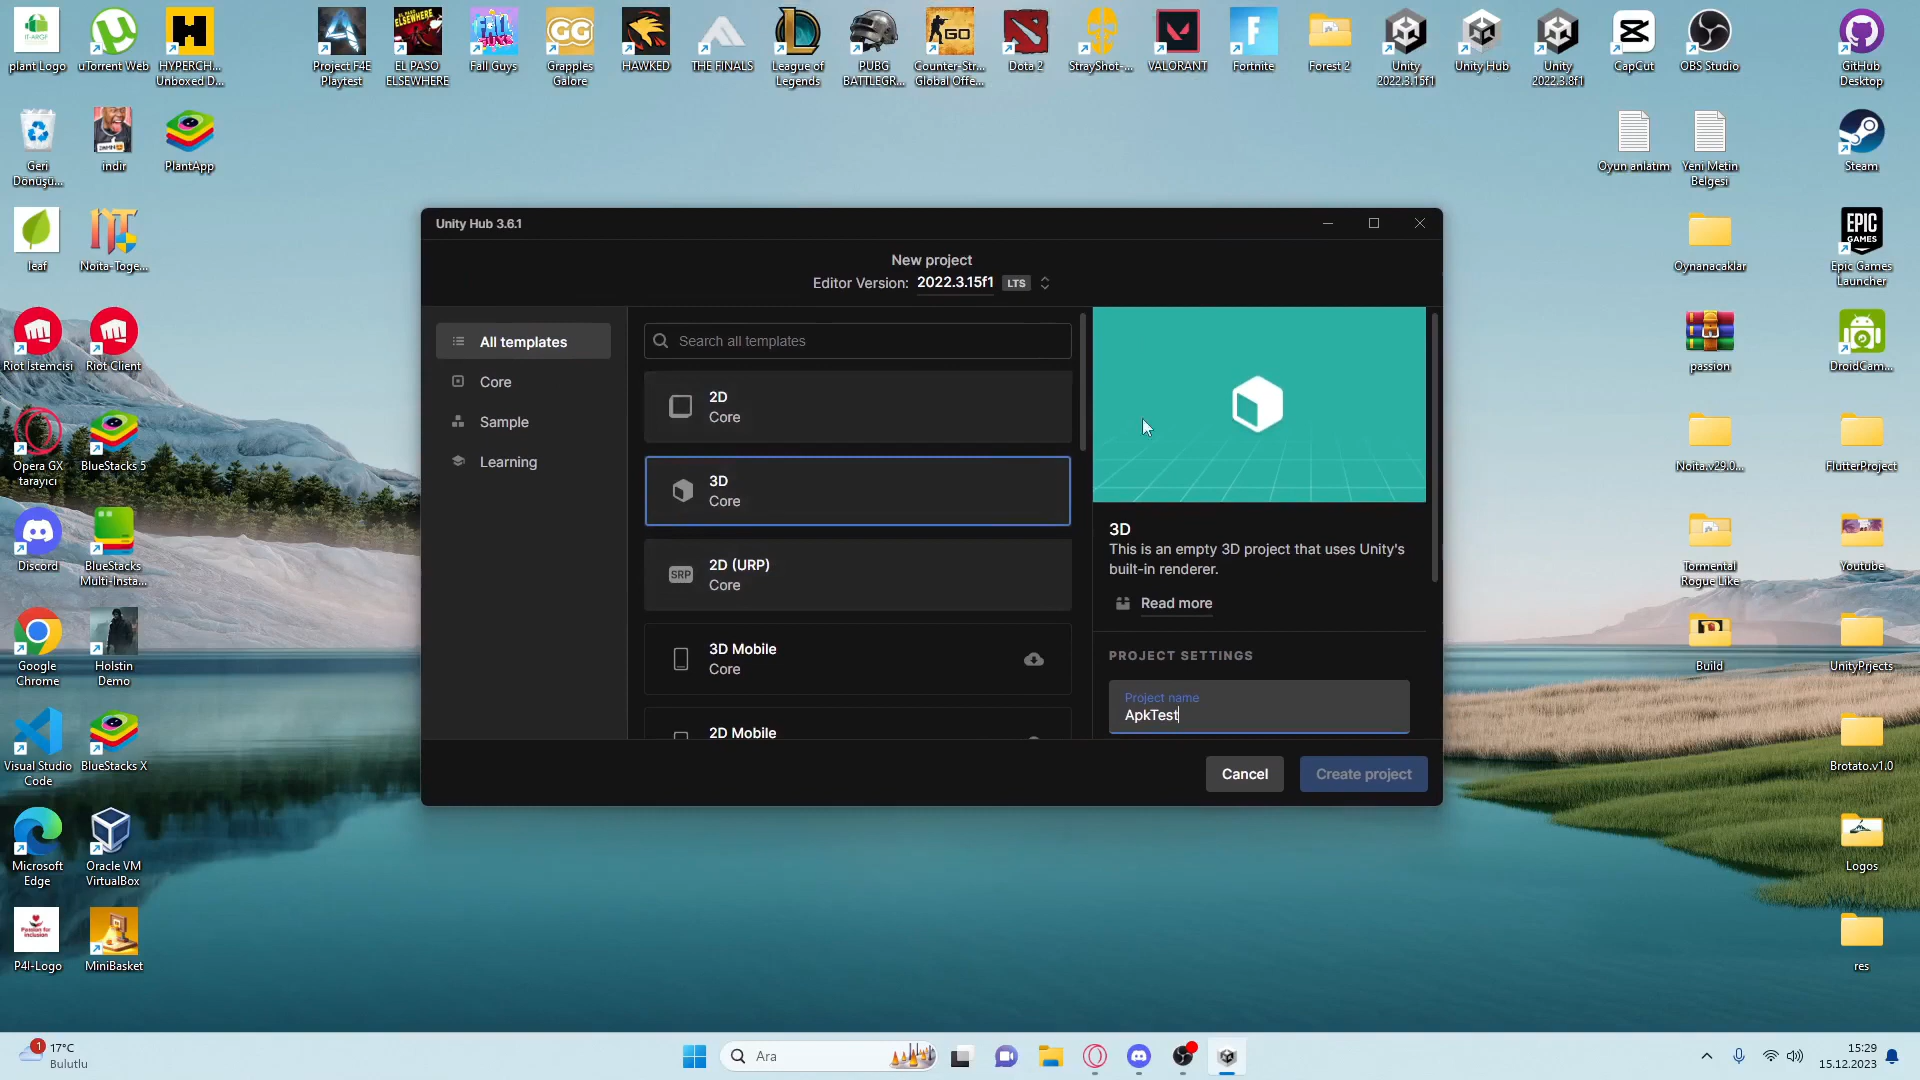 plant Logo
uTorrent Web
HYPERCH...
Unboxed D...
Project F4E
Playtest
EL PASO
ELSEWHERE
Fall Guys
Grapples
Galore
HAWKED
THE FINALS
League of
Legends
PUBG
BATTLEGR...
Counter-Str...
Global Offe...
Dota 2
StrayShot-...
VALORANT
Fortnite
Forest 2
Unity
2022.3.15f1
Unity Hub
Unity
2022.3.8f1
CapCut
OBS Studio
GitHub
Desktop
Geri
Dönüşü...
indir
PlantApp
Oyun anlatım
Yeni Metin
Belgesi
Steam
leaf
Noita-Toge...
Oynanacaklar
EPIC
GAMES
Epic Games
Launcher
Riot İstemcisi
Riot Client
passion
DroidCam...
Opera GX
tarayıcı
BlueStacks 5
Noita.v29.0...
FlutterProject
Discord
BlueStacks
Multi-Insta...
Tormental
Rogue Like
Youtube
Google
Chrome
Holstin
Demo
Build
UnityPrjects
Visual Studio
Code
BlueStacks X
Brotato.v1.0
Microsoft
Edge
Oracle VM
VirtualBox
Logos
P4I-Logo
MiniBasket
res
Unity Hub 3.6.1
New project
Editor Version: 2022.3.15f1 LTS
All templates
Core
Sample
Learning
Search all templates
2D
Core
3D
Core
SRP
2D (URP)
Core
3D Mobile
Core
2D Mobile
3D
This is an empty 3D project that uses Unity's
built-in renderer.
Read more
PROJECT SETTINGS
Project name
ApkTest
Cancel
Create project
1
17°C
Bulutlu
Ara
15:29
15.12.2023